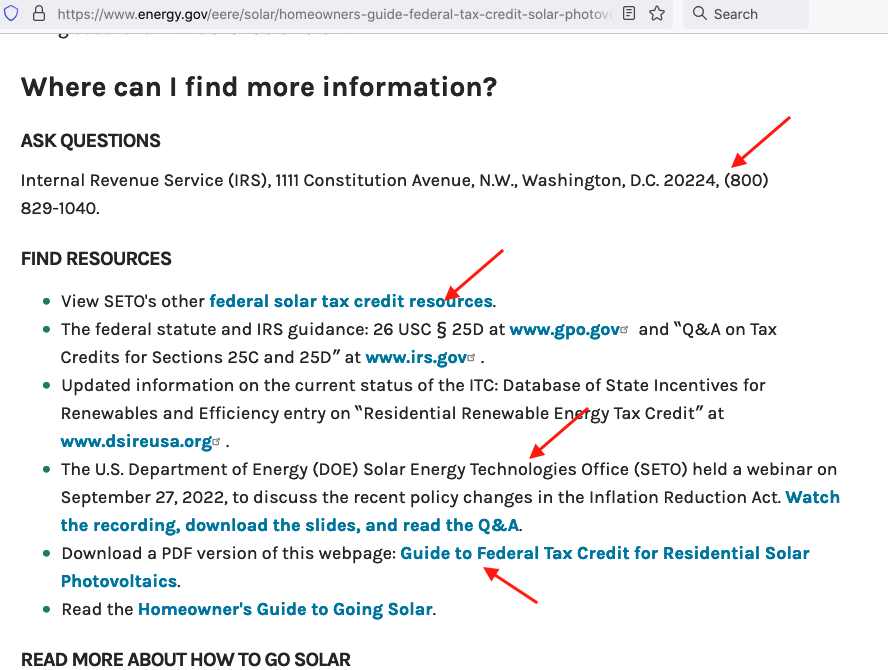 https://www.energy.gov/eere/solar/homeowners-guide-federal-tax-credit-solar-photovo
Search
Where can I find more information?
ASK QUESTIONS
Internal Revenue Service (IRS), 1111 Constitution Avenue, N.W., Washington, D.C. 20224, (800)
829-1040.
FIND RESOURCES
• View SETO's other federal solar tax credit resources.
• The federal statute and IRS guidance: 26 USC § 25D at www.gpo.gov and “Q&A on Tax
Credits for Sections 25C and 25D” at www.irs.gov .
• Updated information on the current status of the ITC: Database of State Incentives for
Renewables and Efficiency entry on “Residential Renewable Energy Tax Credit” at
www.dsireusa.org .
• The U.S. Department of Energy (DOE) Solar Energy Technologies Office (SETO) held a webinar on
September 27, 2022, to discuss the recent policy changes in the Inflation Reduction Act. Watch
the recording, download the slides, and read the Q&A.
• Download a PDF version of this webpage: Guide to Federal Tax Credit for Residential Solar
Photovoltaics.
• Read the Homeowner's Guide to Going Solar.
READ MORE ABOUT HOW TO GO SOLAR